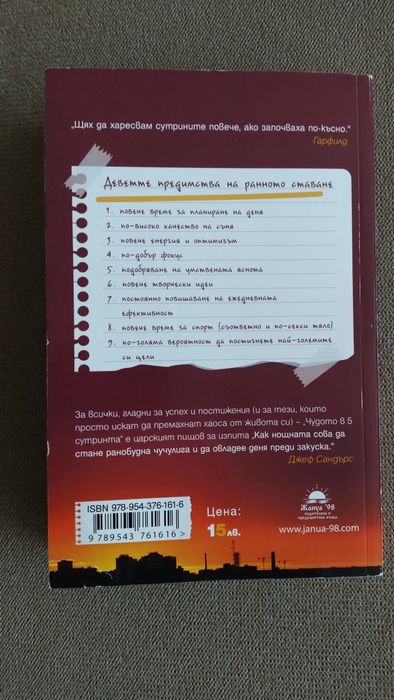 „Щях да харесвам сутрините повече, ако започваха по-късно."
Гарфилд
Деветте предимства на ранното ставане
1. повече време за планиране на деня
2. по-високо качество на съня
3. повече енергия и оптимизъм
4. по-добър фокус
5. подобряване на умствената яснота
6. повече творчески идеи
7. постоянно повишаване на ежедневната
ефективност
8. повече време за спорт (съответно и по-секси тяло)
9. по-голяма вероятност да постигнете най-големите
си цели
За всички, гладни за успех и постижения (и за тези, които
просто искат да премахнат хаоса от живота си) – „Чудото в 5
сутринта" е царският пищов за изпита „Как нощната сова да
стане ранобудна чучулига и да овладее деня преди закуска."
Джеф Сандърс
ISBN 978-954-376-161-6
9 789543 761616 >
Цена:
15лв.
Жануа '98
издателска и
предпечатна къща
www.janua-98.com